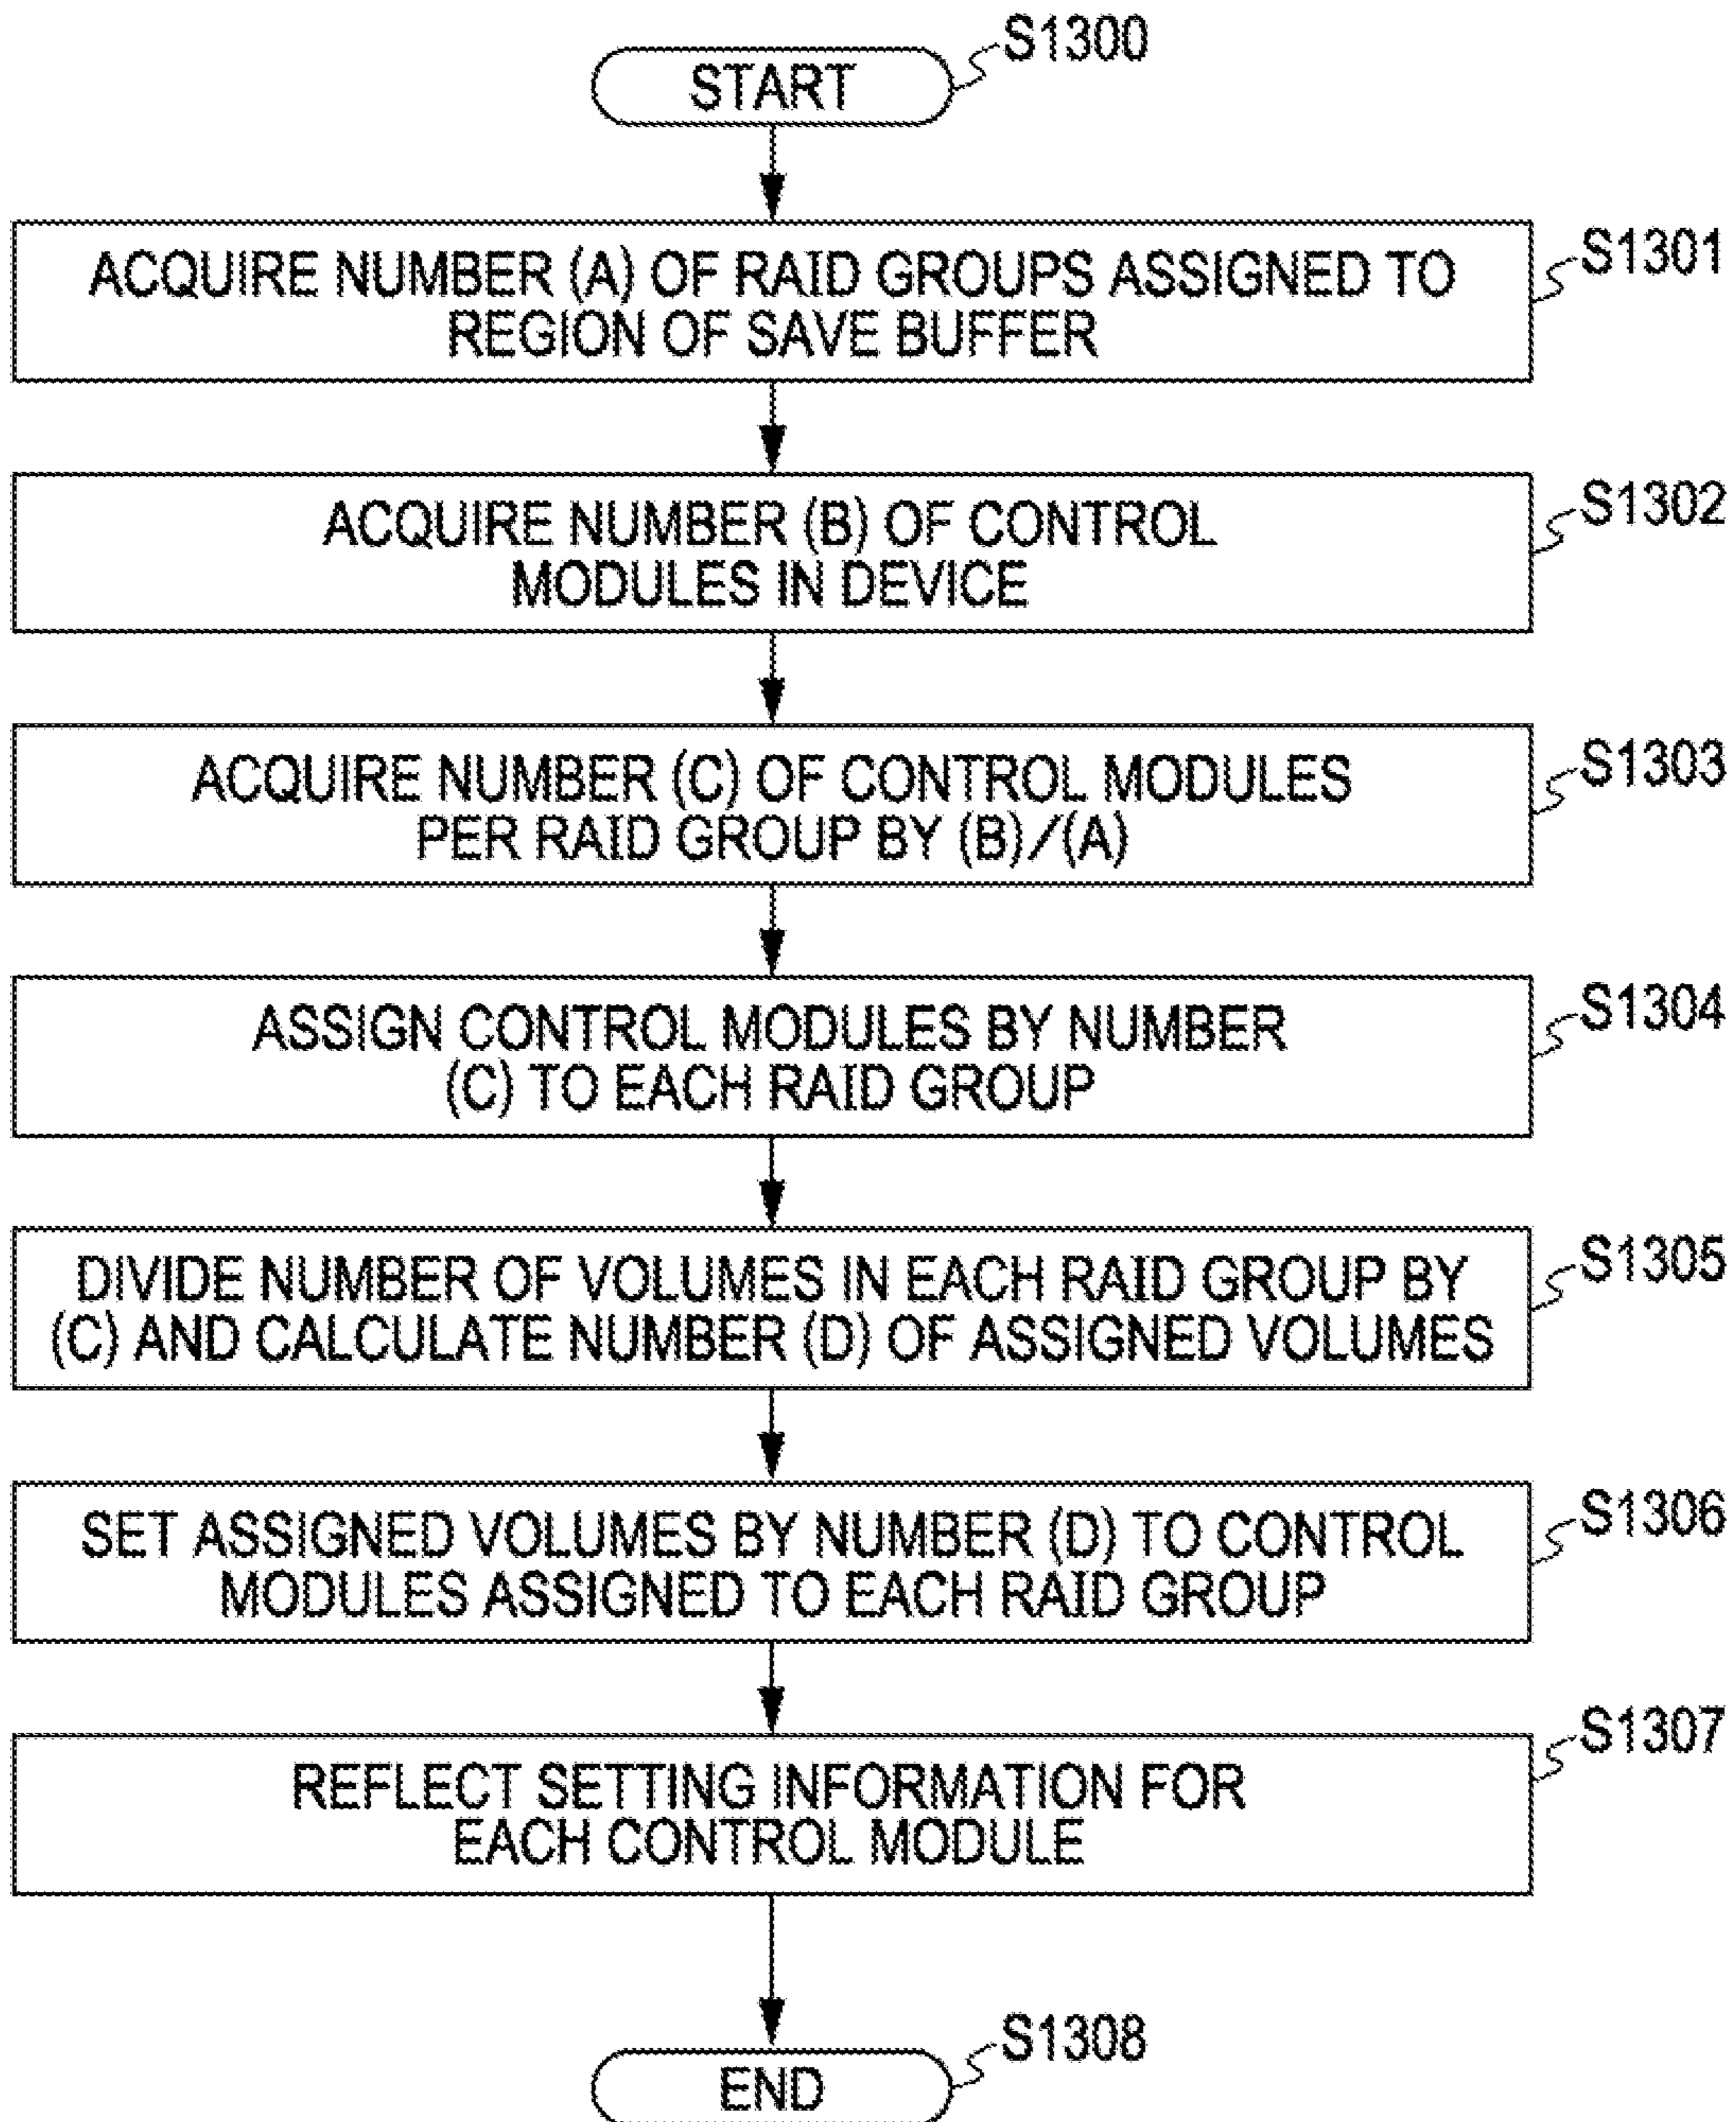 S1300
START
S1301
ACQUIRE NUMBER (A) OF RAID GROUPS ASSIGNED TO
REGION OF SAVE BUFFER
S1302
ACQUIRE NUMBER (B) OF CONTROL
MODULES IN DEVICE
S1303
ACQUIRE NUMBER (C) OF CONTROL MODULES
PER RAID GROUP BY (B)/(A)
S1304
ASSIGN CONTROL MODULES BY NUMBER
(C) TO EACH RAID GROUP
S1305
DIVIDE NUMBER OF VOLUMES IN EACH RAID GROUP BY
(C) AND CALCULATE NUMBER (D) OF ASSIGNED VOLUMES
S1306
SET ASSIGNED VOLUMES BY NUMBER (D) TO CONTROL
MODULES ASSIGNED TO EACH RAID GROUP
S1307
REFLECT SETTING INFORMATION FOR
EACH CONTROL MODULE
S1308
END